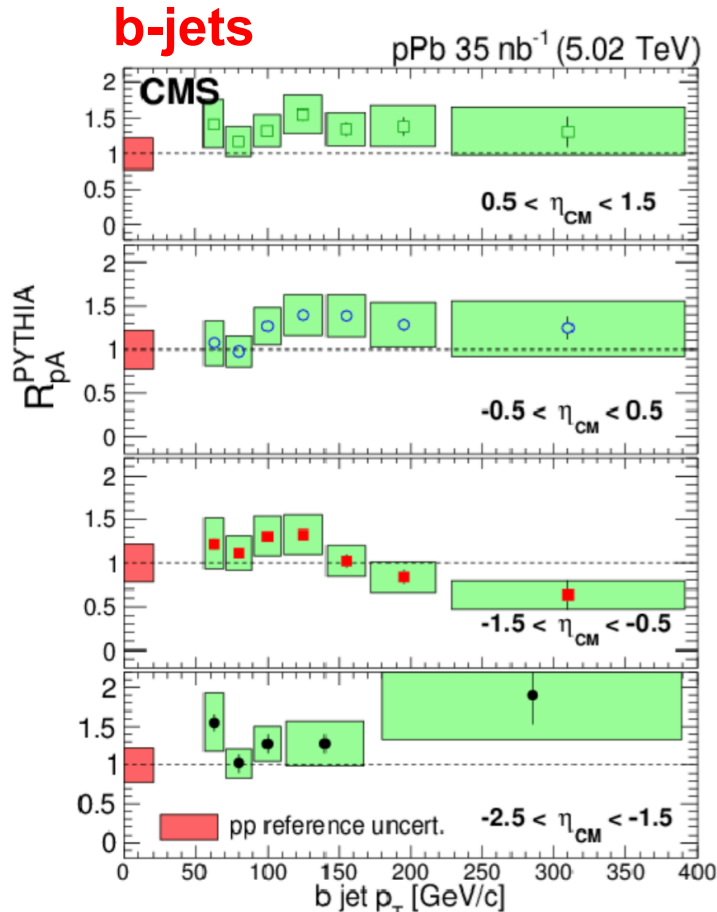 b-jets
pPb 35 nb⁻¹ (5.02 TeV)
CMS
2
1.5
1
0.5
0
0.5 < η_CM < 1.5
2
1.5
1
0.5
0
-0.5 < η_CM < 0.5
R_pA^PYTHIA
2
1.5
1
0.5
0
-1.5 < η_CM < -0.5
2
1.5
1
0.5
0
pp reference uncert.
-2.5 < η_CM < -1.5
0 50 100 150 200 250 300 350 400
b jet p_T [GeV/c]